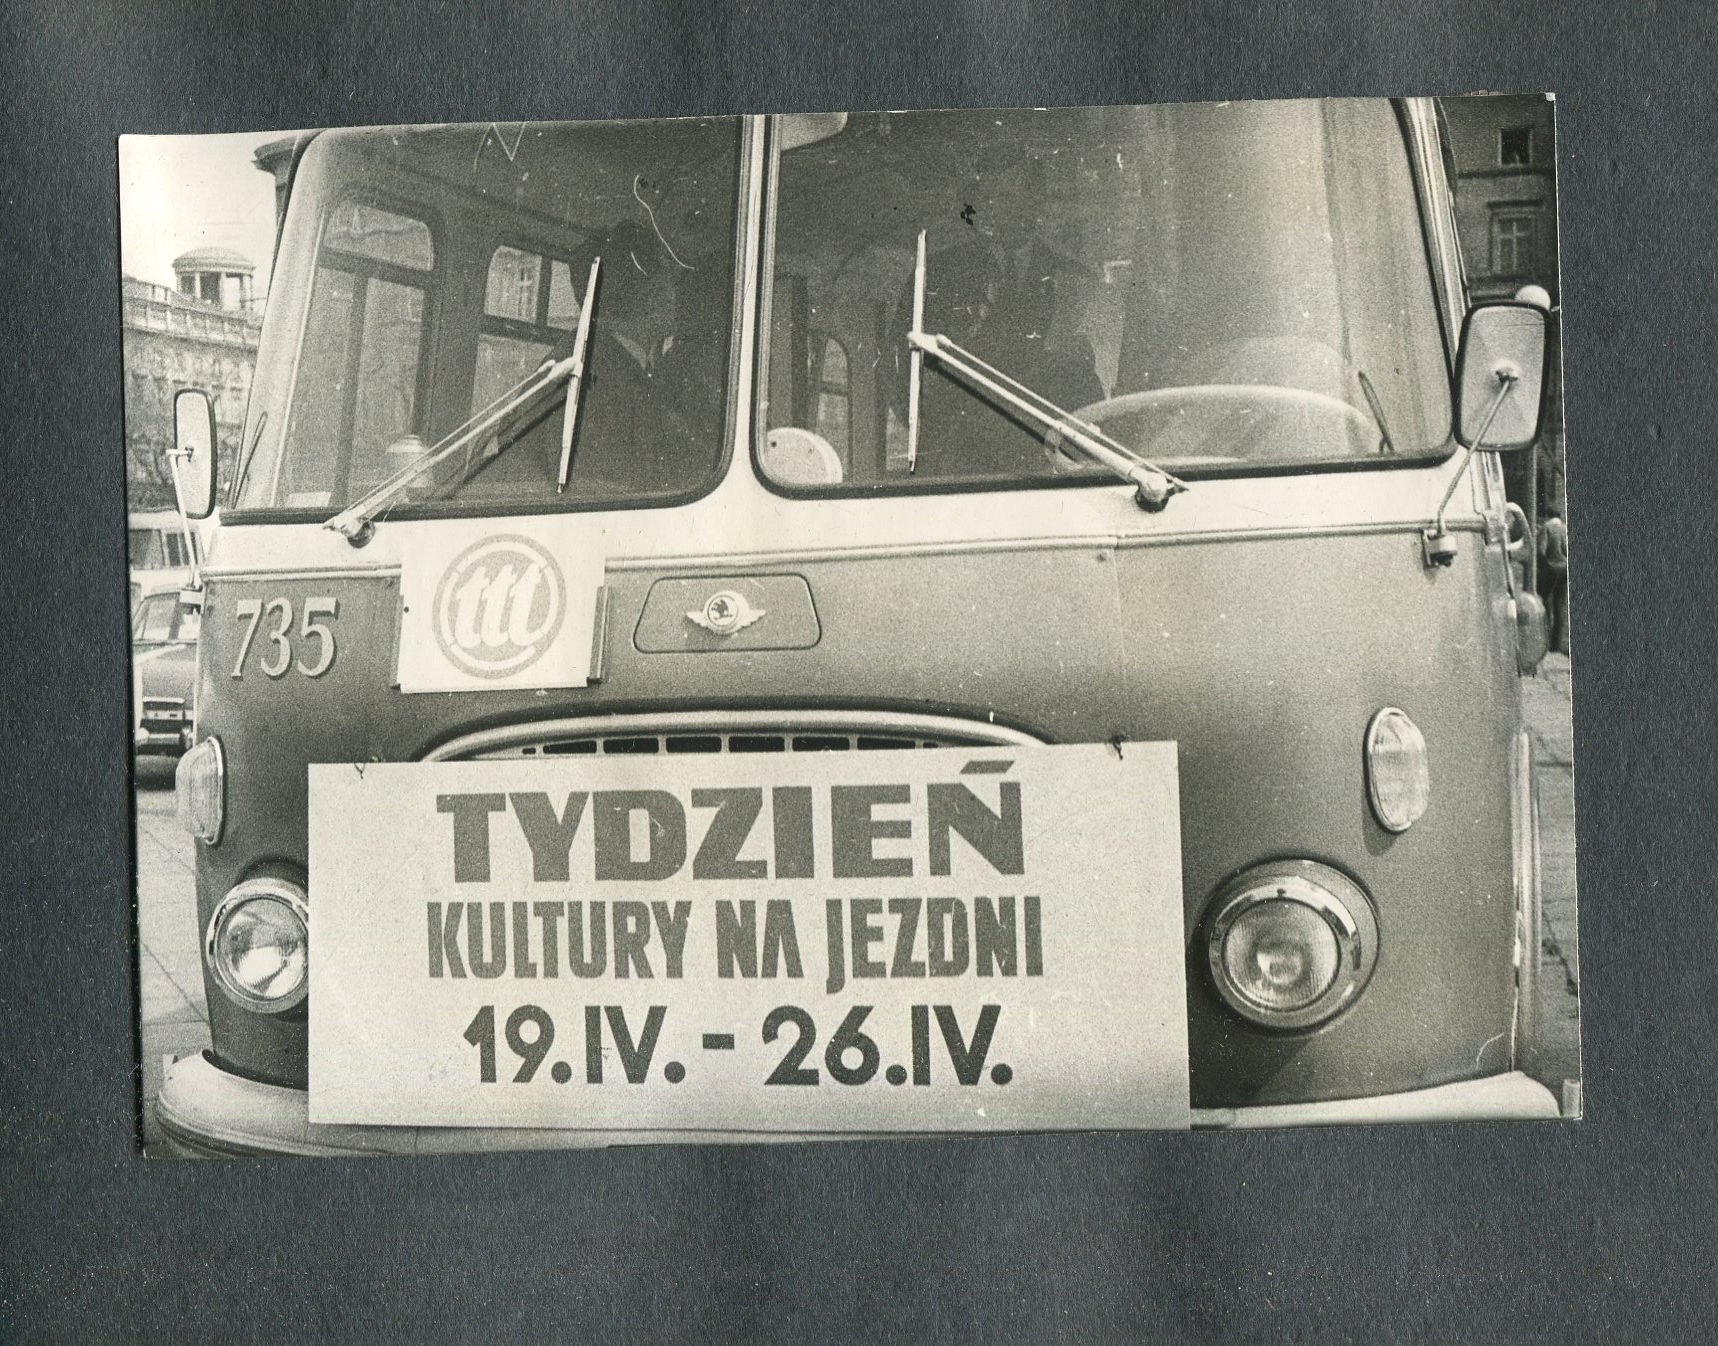 735
ttt
TYDZIEŃ
KULTURY NA JEZDNI
19.IV. - 26.IV.